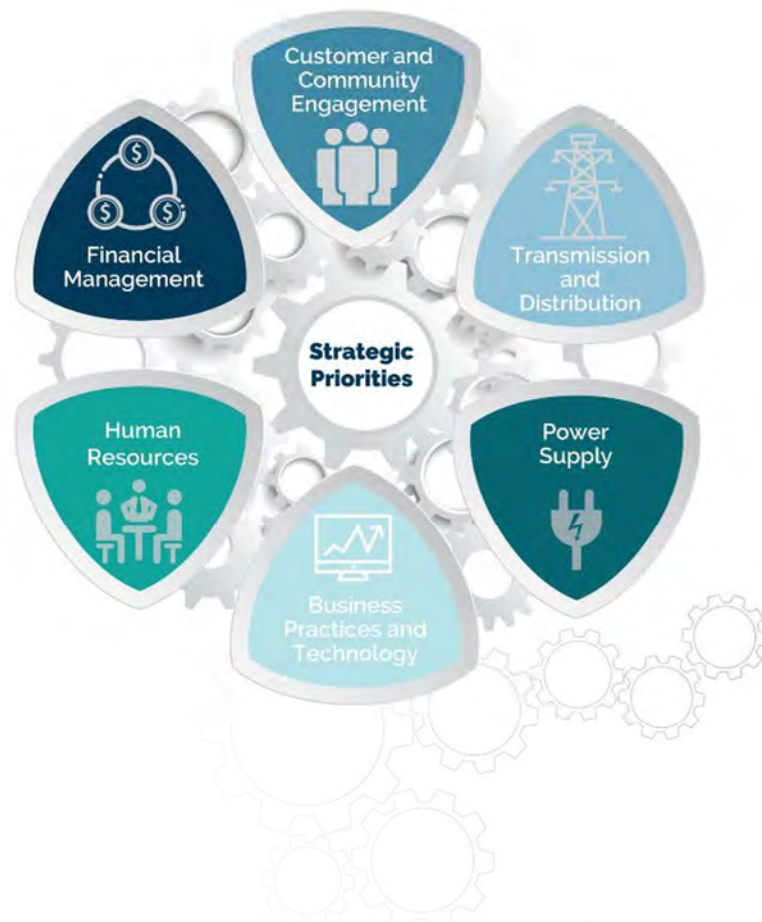 Customer and
Community
Engagement
$
$
$
Financial
Management
Transmission
and
Distribution
Strategic
Priorities
Human
Resources
Power
Supply
Business
Practices and
Technology